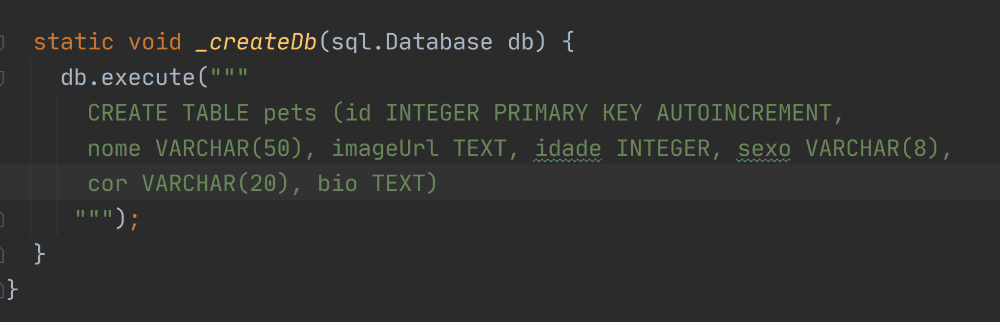 static void _createDb(sql.Database db) {
db.execute("""
CREATE TABLE pets (id INTEGER PRIMARY KEY AUTOINCREMENT,
nome VARCHAR(50), imageUrl TEXT, idade INTEGER, sexo VARCHAR(8),
cor VARCHAR(20), bio TEXT)
""");
}
}